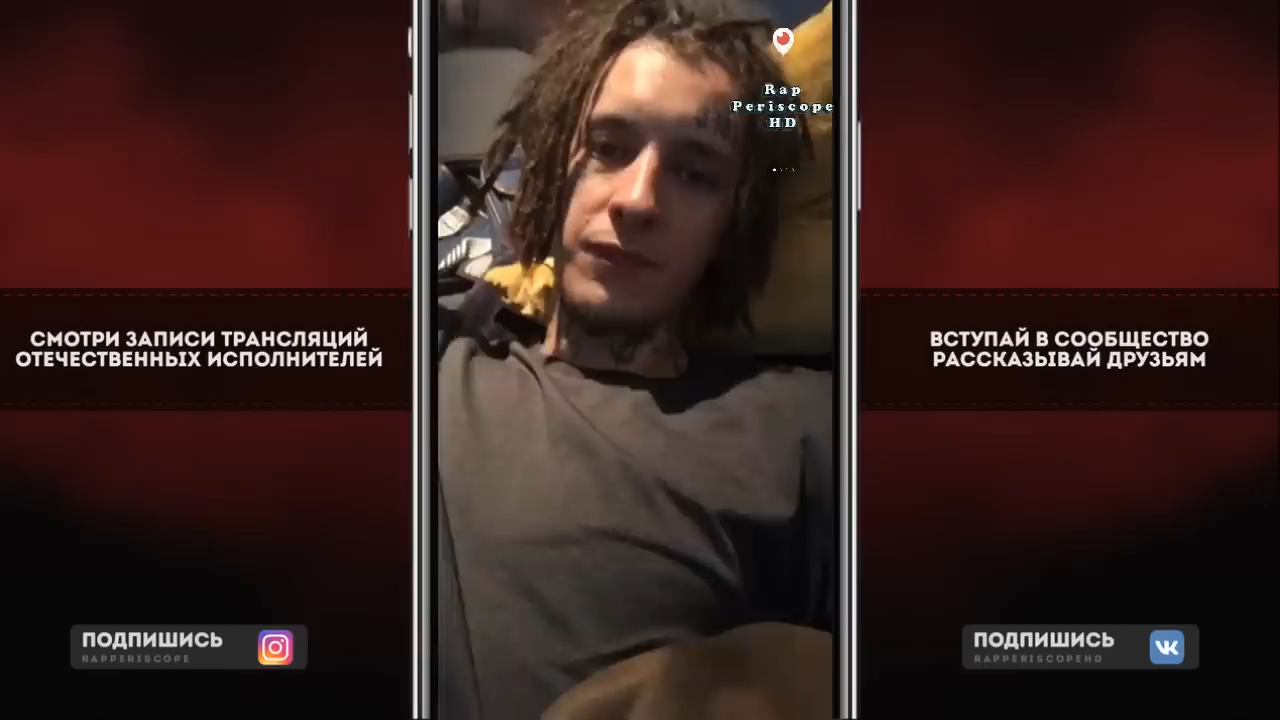 Rap
Periscope
HD
СМОТРИ ЗАПИСИ ТРАНСЛЯЦИЙ
ОТЕЧЕСТВЕННЫХ ИСПОЛНИТЕЛЕЙ
ВСТУПАЙ В СООБЩЕСТВО
РАССКАЗЫВАЙ ДРУЗЬЯМ
ПОДПИШИСЬ
RAPPERISCOPE
ПОДПИШИСЬ
RAPPERISCOPEHD